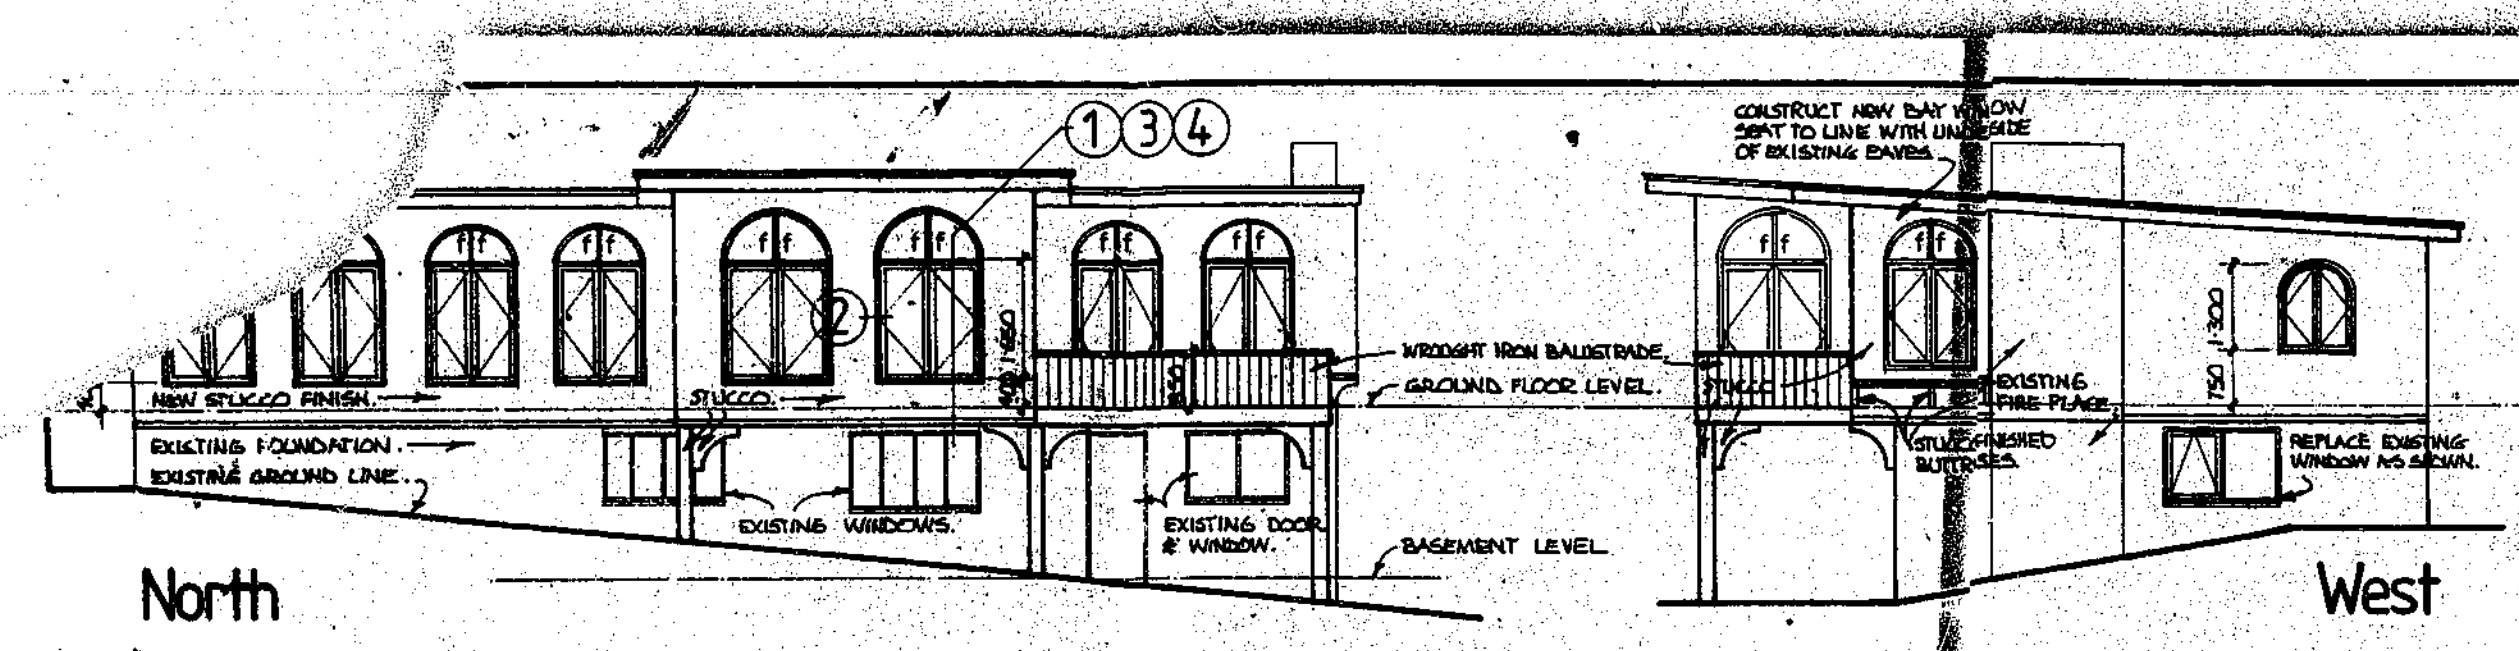 1 3 4
CONSTRUCT NEW BAY WINDOW
SEAT TO LINE WITH UNDERSIDE
OF EXISTING EAVES
f f
f f
f f
f f
f f
f f
f f
f f
2
1300
750
WROUGHT IRON BALUSTRADE.
GROUND FLOOR LEVEL.
STUCCO
EXISTING
FIRE PLACE.
NEW STUCCO FINISH.
STUCCO.
EXISTING FOUNDATION.
EXISTING GROUND LINE.
STUCCO FINISHED
BUTTRISES.
REPLACE EXISTING
WINDOW AS SHOWN.
EXISTING WINDOWS.
EXISTING DOOR
& WINDOW.
BASEMENT LEVEL
North
West